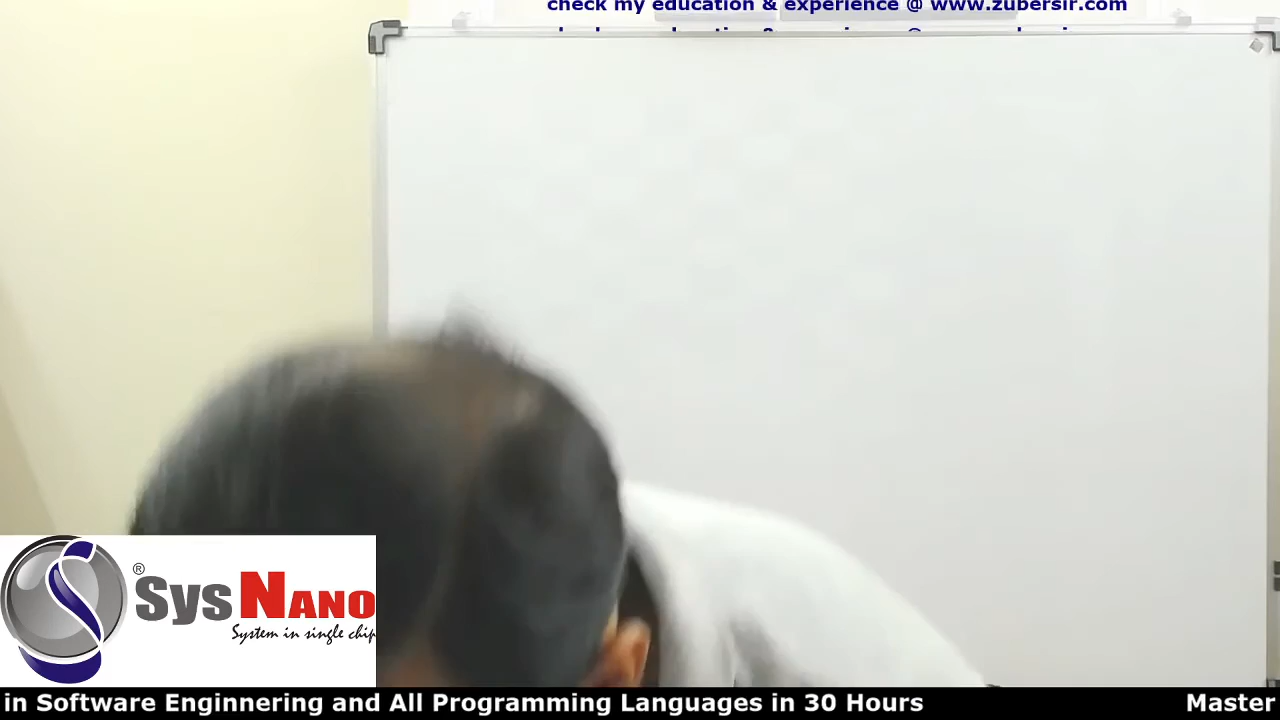 check my education & experience @ www.zubersir.com
® SysNano
System in single chip
in Software Enginnering and All Programming Languages in 30 Hours Master